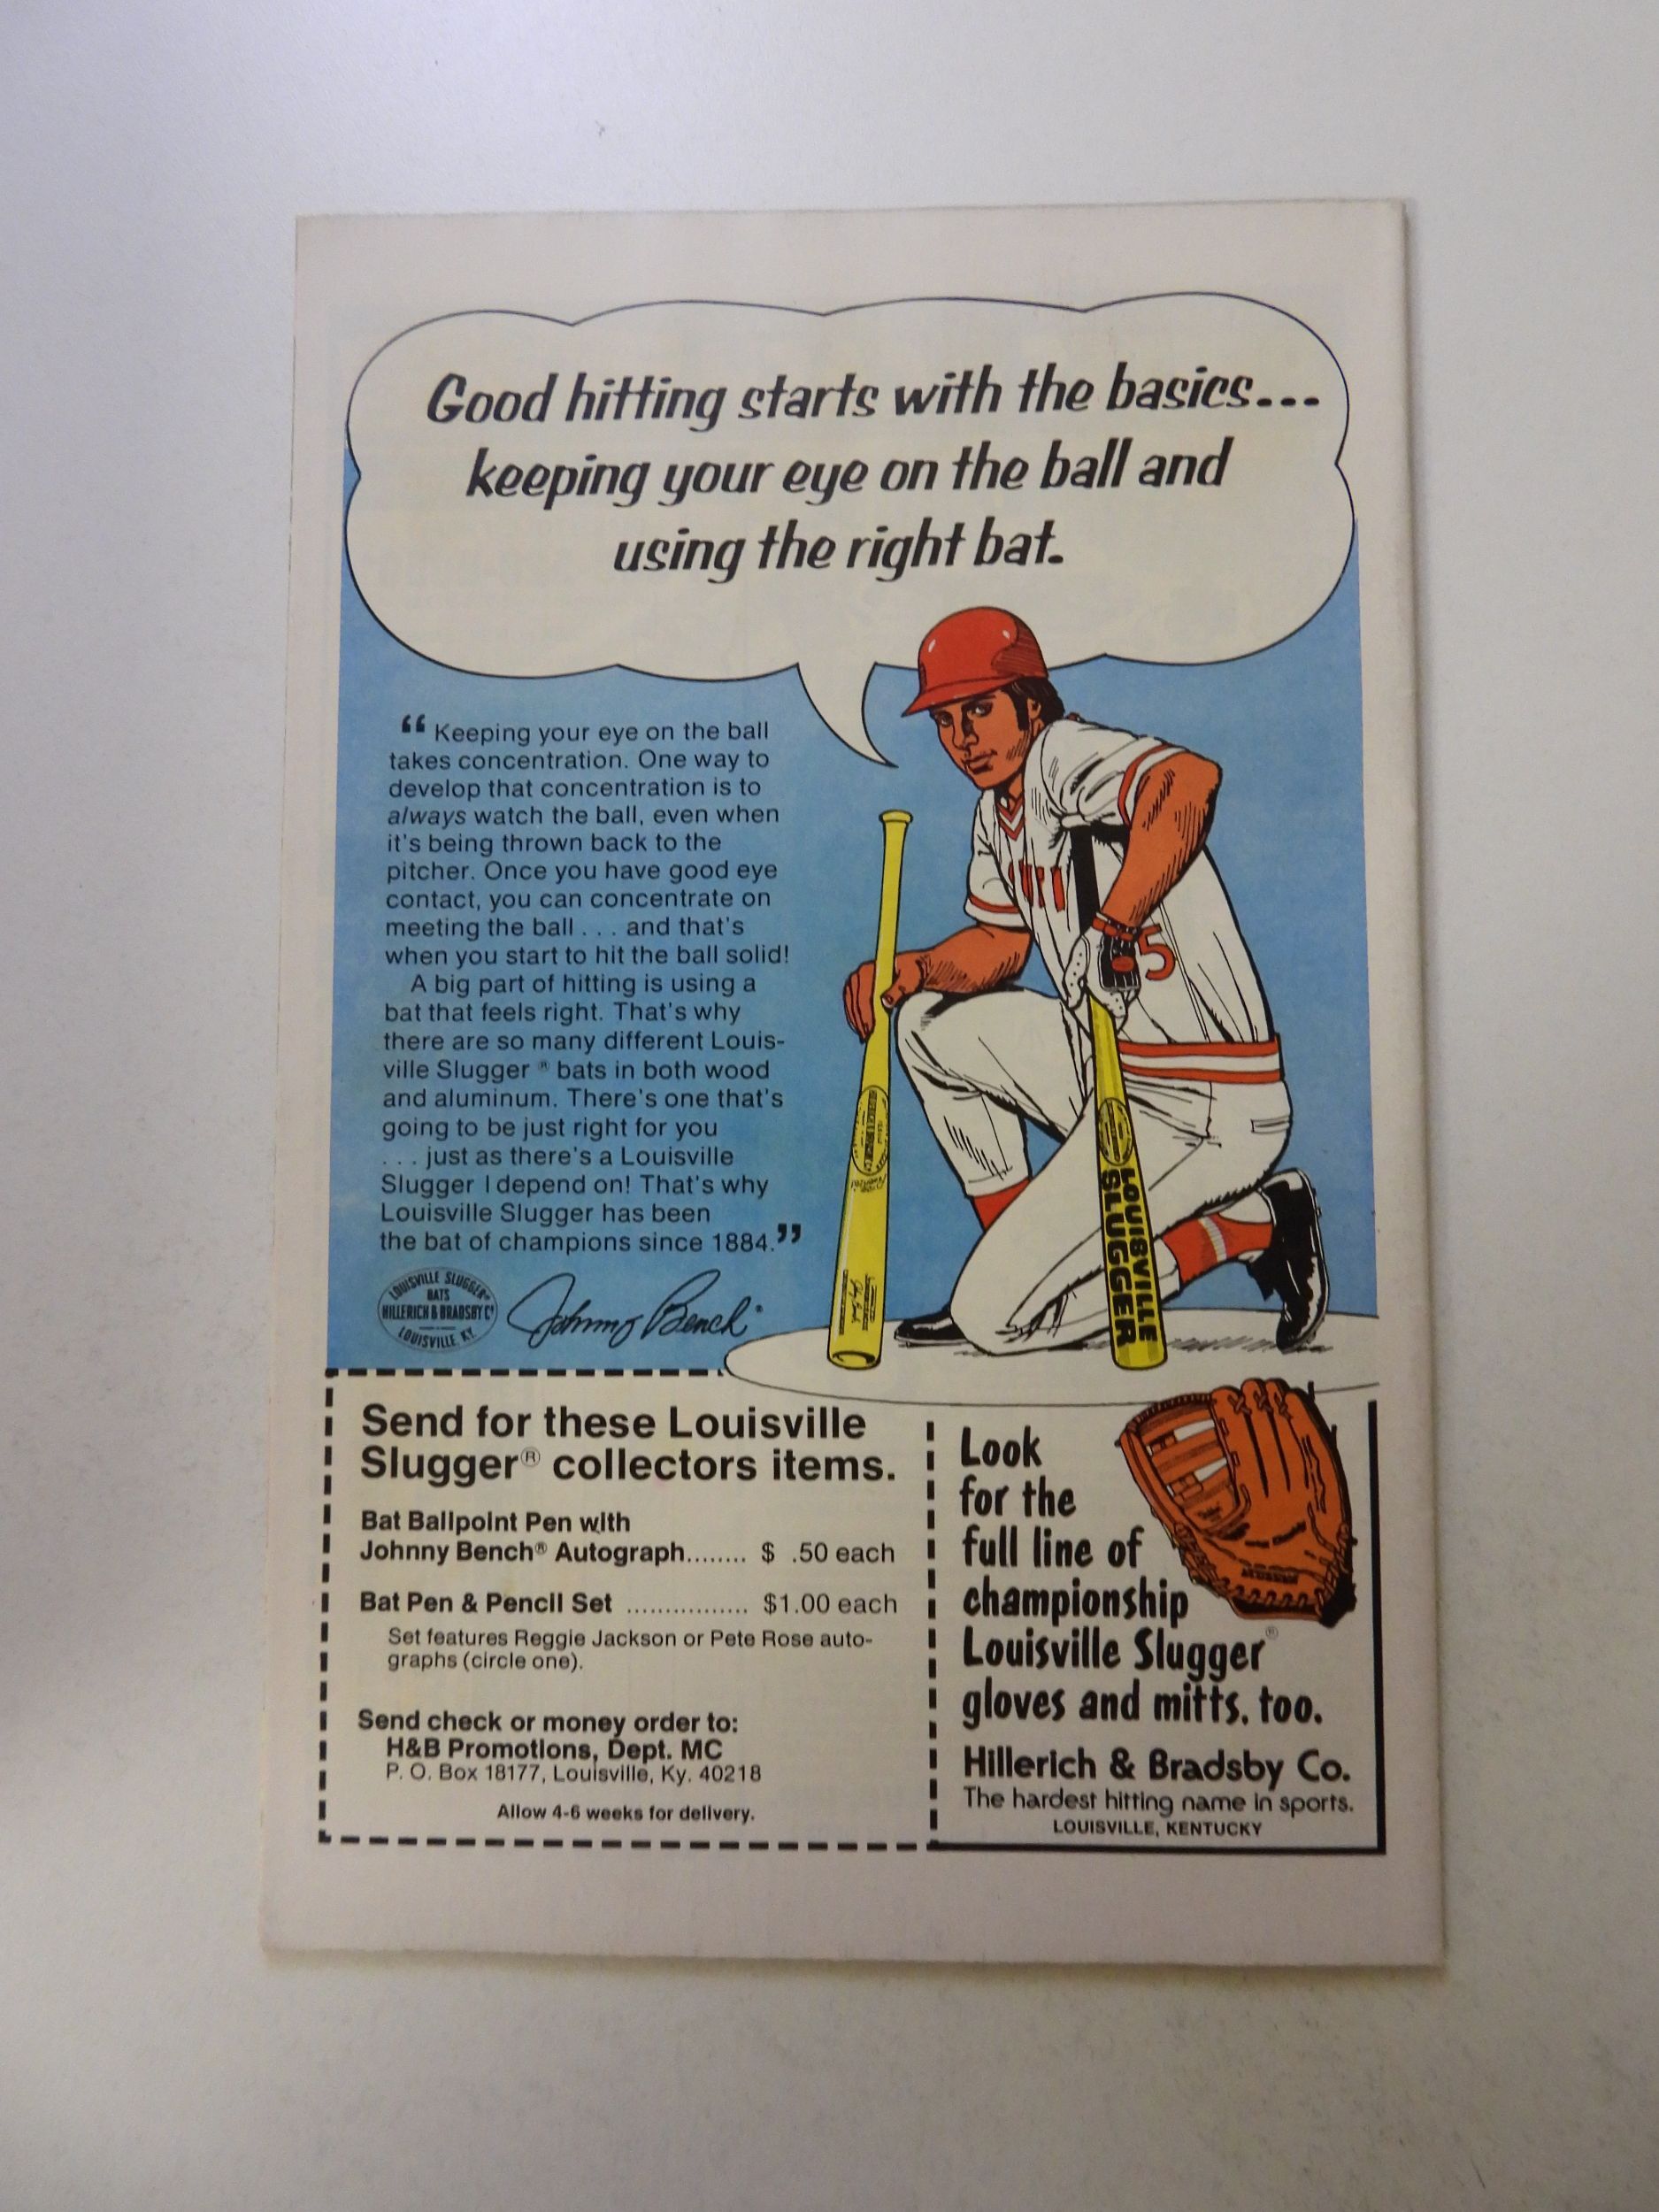 Good hitting starts with the basics...
keeping your eye on the ball and
using the right bat.
“Keeping your eye on the ball
takes concentration. One way to
develop that concentration is to
always watch the ball, even when
it's being thrown back to the
pitcher. Once you have good eye
contact, you can concentrate on
meeting the ball . . . and that's
when you start to hit the ball solid!
A big part of hitting is using a
bat that feels right. That's why
there are so many different Louis-
ville Slugger ® bats in both wood
and aluminum. There's one that's
going to be just right for you
. . . just as there's a Louisville
Slugger I depend on! That's why
Louisville Slugger has been
the bat of champions since 1884.”
LOUISVILLE SLUGGER®
BATS
HILLERICH & BRADSBY Co
LOUISVILLE. KY.
Johnny Bench
5
LOUISVILLE
SLUGGER
Send for these Louisville
Slugger® collectors items.
Bat Ballpoint Pen with
Johnny Bench® Autograph........ $ .50 each
Bat Pen & Pencil Set ................ $1.00 each
Set features Reggie Jackson or Pete Rose auto-
graphs (circle one).
Send check or money order to:
H&B Promotions, Dept. MC
P. O. Box 18177, Louisville, Ky. 40218
Allow 4-6 weeks for delivery.
Look
for the
full line of
championship
Louisville Slugger®
gloves and mitts, too.
Hillerich & Bradsby Co.
The hardest hitting name in sports.
LOUISVILLE, KENTUCKY